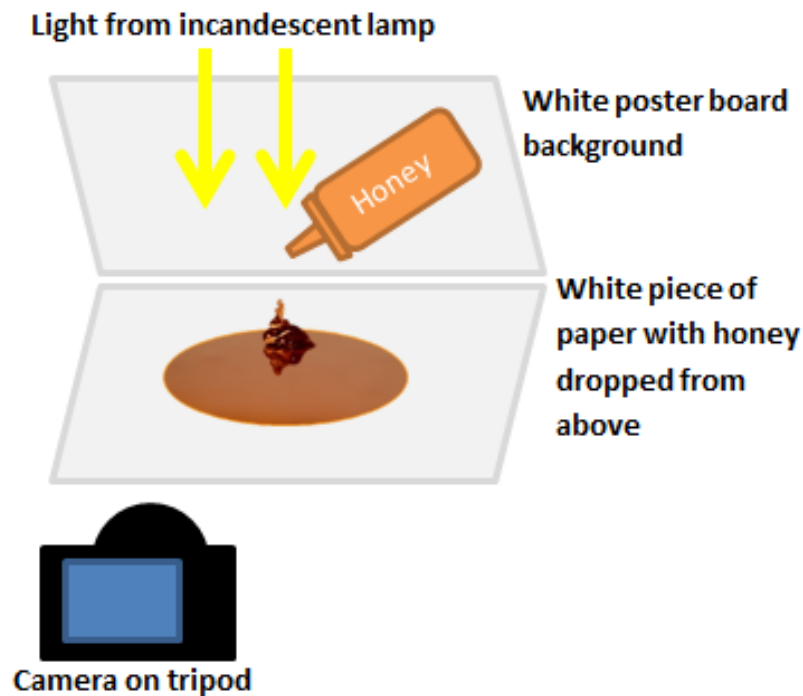 Light from incandescent lamp
White poster board
background
Honey
White piece of
paper with honey
dropped from
above
Camera on tripod